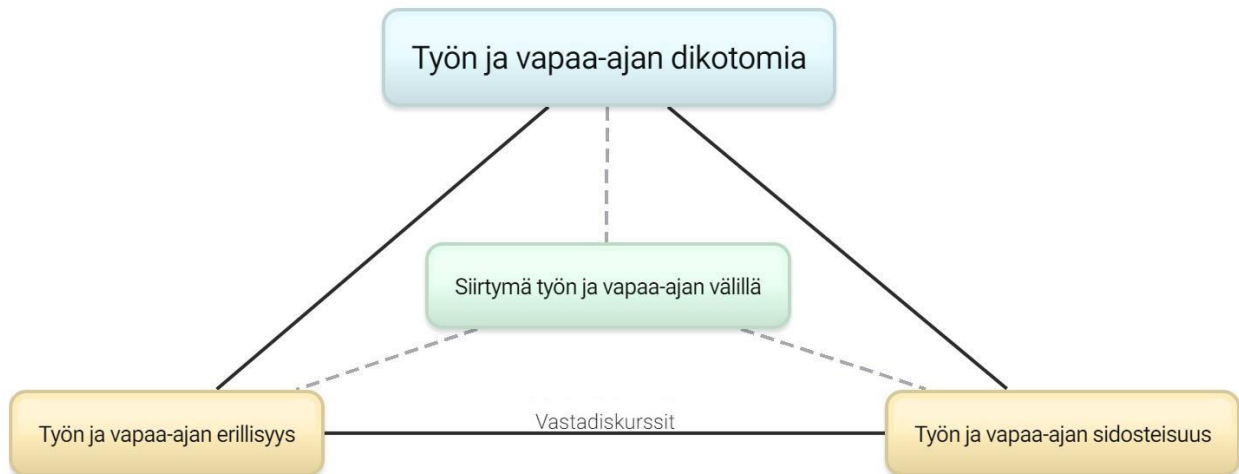 Työn ja vapaa-ajan dikotomia
Siirtymä työn ja vapaa-ajan välillä
Työn ja vapaa-ajan erillisyys
Vastadiskurssit
Työn ja vapaa-ajan sidosteisuus